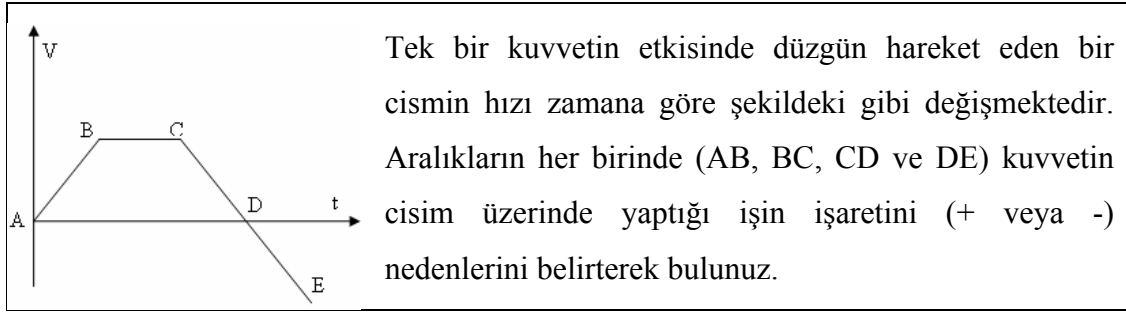 V
B
C
A
D
t
E
Tek bir kuvvetin etkisinde düzgün hareket eden bir
cismin hızı zamana göre şekildeki gibi değişmektedir.
Aralıkların her birinde (AB, BC, CD ve DE) kuvvetin
cisim üzerinde yaptığı işin işaretini (+ veya -)
nedenlerini belirterek bulunuz.